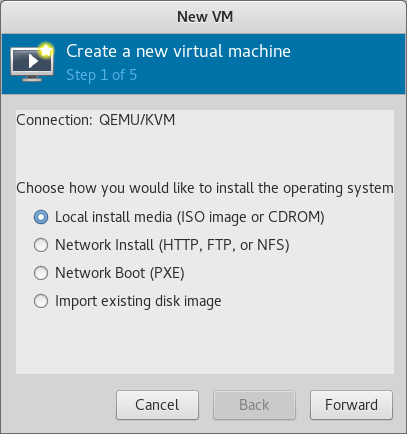 New VM
Create a new virtual machine
Step 1 of 5
Connection: QEMU/KVM
Choose how you would like to install the operating system
Local install media (ISO image or CDROM)
Network Install (HTTP, FTP, or NFS)
Network Boot (PXE)
Import existing disk image
Cancel Back Forward